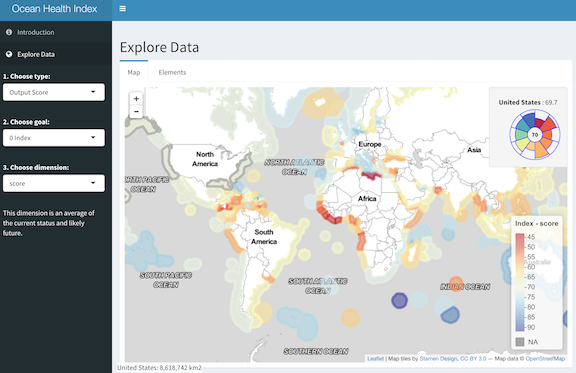 Ocean Health Index
Introduction
Explore Data
1. Choose type:
Output Score
2. Choose goal:
0 Index
3. Choose dimension:
score
This dimension is an average of
the current status and likely
future.
Explore Data
Map
Elements
+
−
United States : 69.7
70
North
America
NORTH ATLANTIC
OCEAN
Europe
Asia
RTH PACIFIC
OCEAN
Africa
South
America
SOUTH PACIFIC
OCEAN
SOUTH ATLANTIC
OCEAN
INDIAN OCEAN
Australia
SOUTHERN OCEAN
Index - score
45
50
55
60
65
70
75
80
85
90
NA
Leaflet | Map tiles by Stamen Design, CC BY 3.0 — Map data © OpenStreetMap
United States: 8,618,742 km2